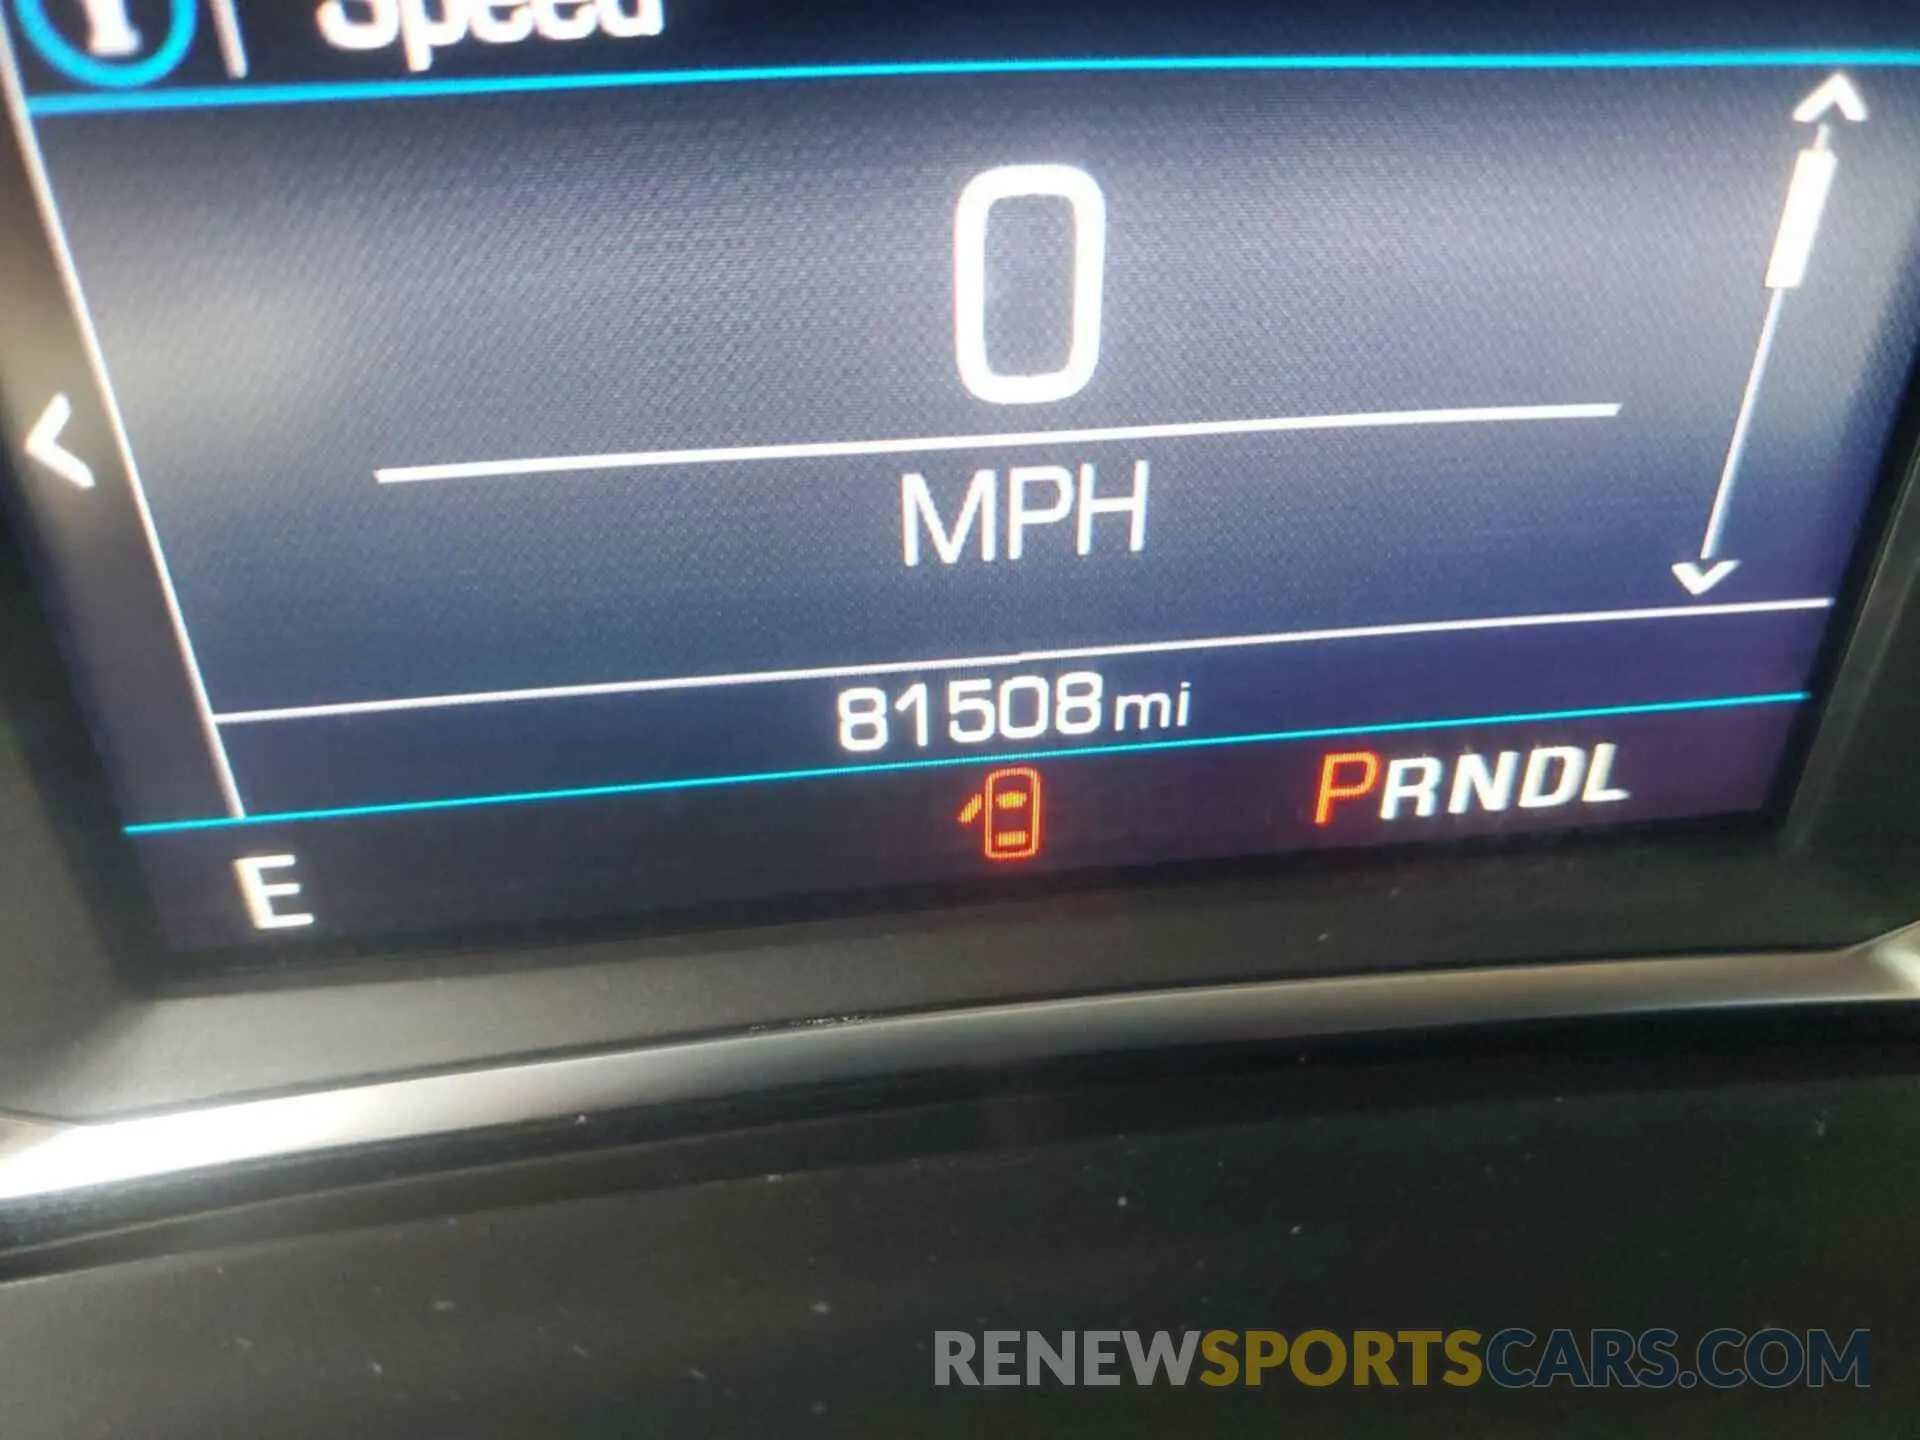 Speed
0
MPH
81508 mi
PRNDL
E
RENEWSPORTSCARS.COM